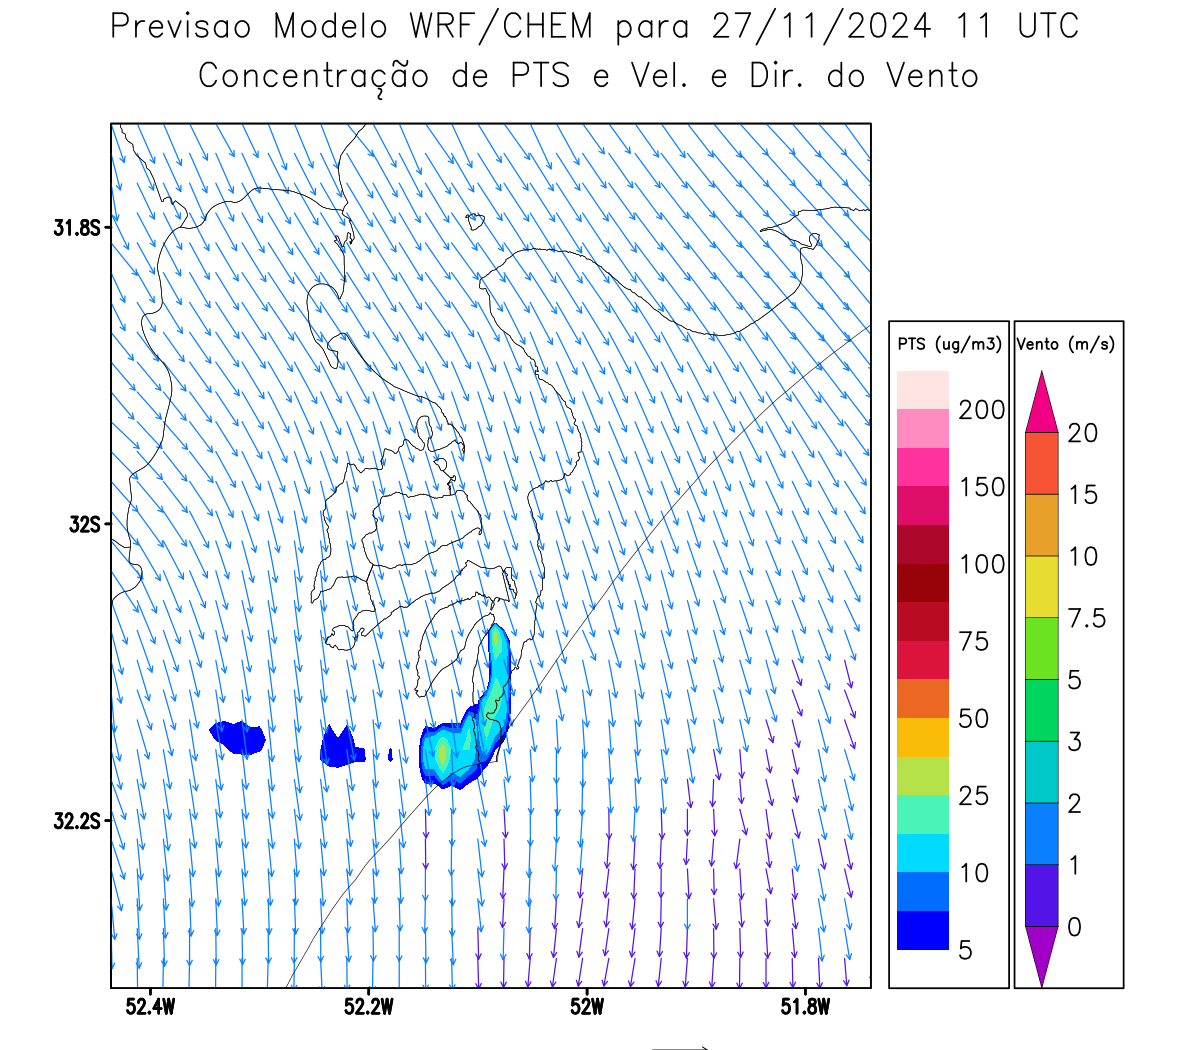 Previsao Modelo WRF/CHEM para 27/11/2024 11 UTC
Concentração de PTS e Vel. e Dir. do Vento
31.8S
32S
32.2S
52.4W
52.2W
52W
51.8W
PTS (ug/m3)
200
150
100
75
50
25
10
5
Vento (m/s)
20
15
10
7.5
5
3
2
1
0